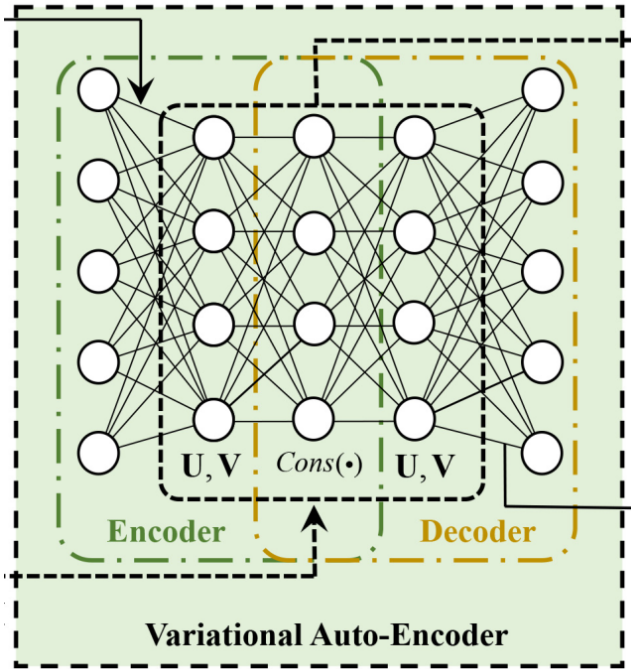 U, V Cons(•) U, V
Encoder Decoder
Variational Auto-Encoder